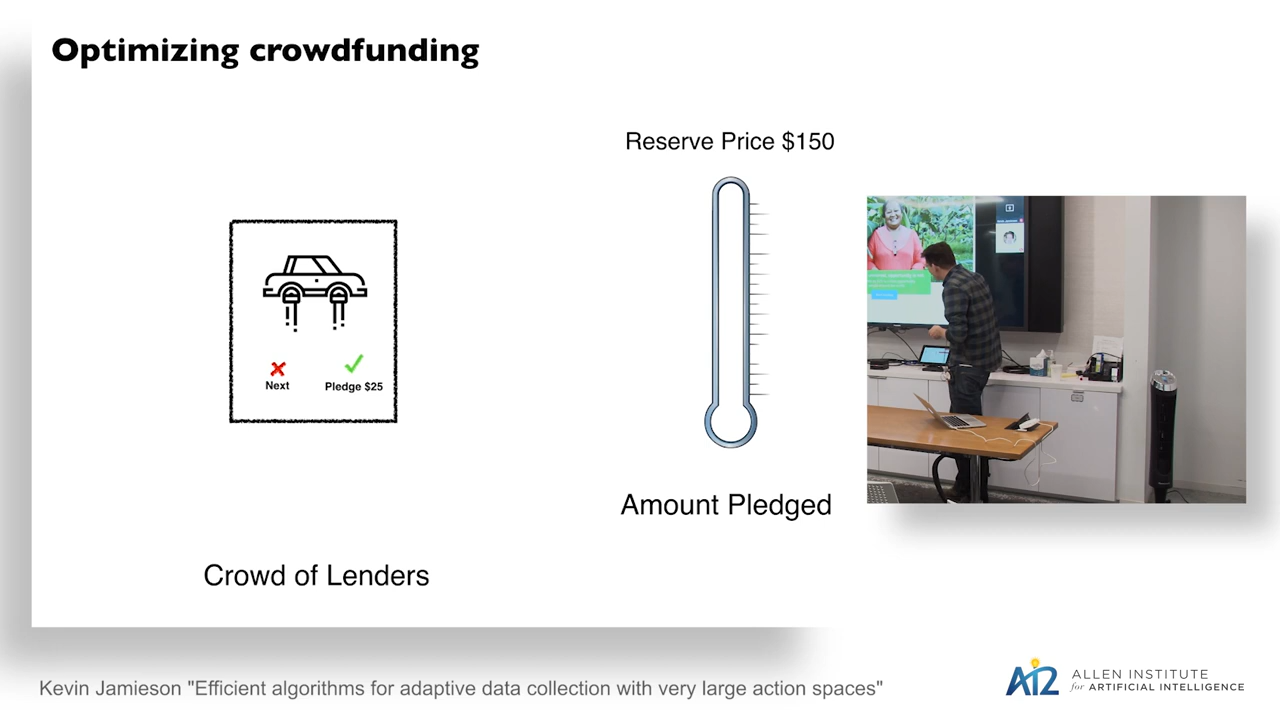 Optimizing crowdfunding
Reserve Price $150
Next
Pledge $25
Amount Pledged
Crowd of Lenders
Kevin Jamieson "Efficient algorithms for adaptive data collection with very large action spaces"
AI2
ALLEN INSTITUTE
for ARTIFICIAL INTELLIGENCE